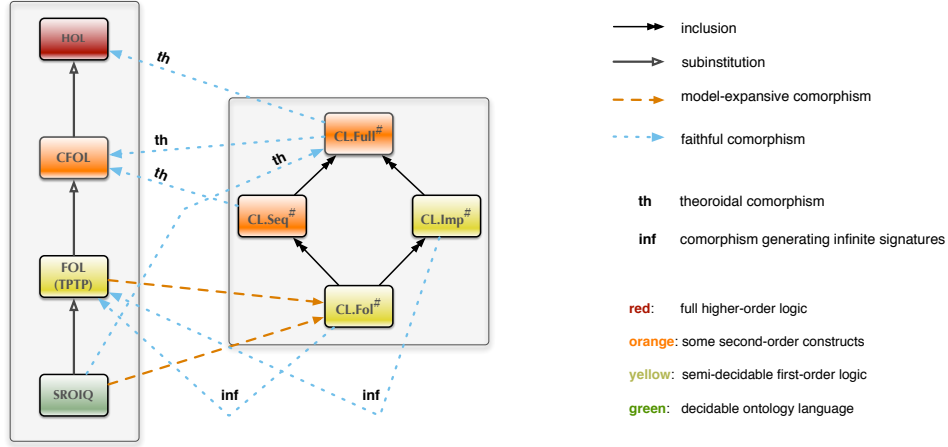 HOL
inclusion
th
subinstitution
model-expansive comorphism
CL.Full#
faithful comorphism
th
CFOL
th
th
th theoroidal comorphism
CL.Seq#
CL.Imp#
inf comorphism generating infinite signatures
FOL
(TPTP)
CL.Fol#
red: full higher-order logic
orange: some second-order constructs
yellow: semi-decidable first-order logic
SROIQ
inf
inf
green: decidable ontology language